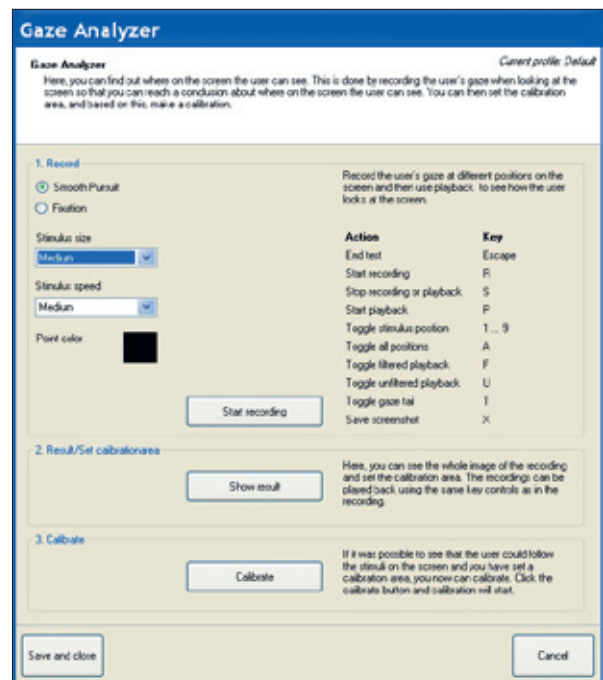 Gaze Analyzer
Gaze Analyzer
Current profile: Default
Here, you can find out where on the screen the user can see. This is done by recording the user's gaze when looking at the
screen so that you can reach a conclusion about where on the screen the user can see. You can then set the calibration
area, and based on this, make a calibration.
1. Record
Smooth Pursuit
Fixation
Stimulus size
Medium
Stimulus speed
Medium
Point color
Start recording
Record the user's gaze at different positions on the
screen and then use playback to see how the user
looks at the screen.
Action Key
End test Escape
Start recording R
Stop recording or playback S
Start playback P
Toggle stimulus position 1 ... 9
Toggle all positions A
Toggle filtered playback F
Toggle unfiltered playback U
Toggle gaze tail T
Save screenshot X
2. Result/Set calibrationarea
Show result
Here, you can see the whole image of the recording
and set the calibration area. The recordings can be
played back using the same key controls as in the
recording.
3. Calibrate
Calibrate
If it was possible to see that the user could follow
the stimuli on the screen and you have set a
calibration area, you now can calibrate. Click the
calibrate button and calibration will start.
Save and close
Cancel